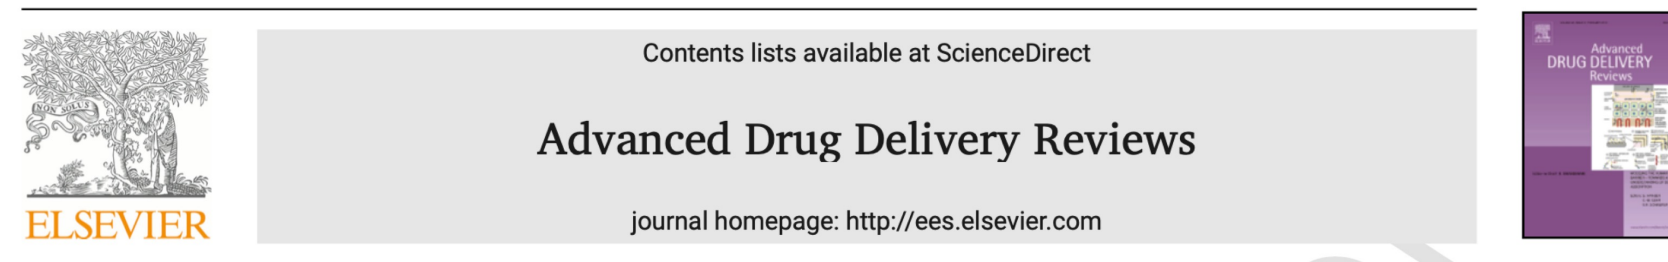 NON SOLUS
ELSEVIER
Contents lists available at ScienceDirect
Advanced Drug Delivery Reviews
journal homepage: http://ees.elsevier.com
Advanced
DRUG DELIVERY
Reviews